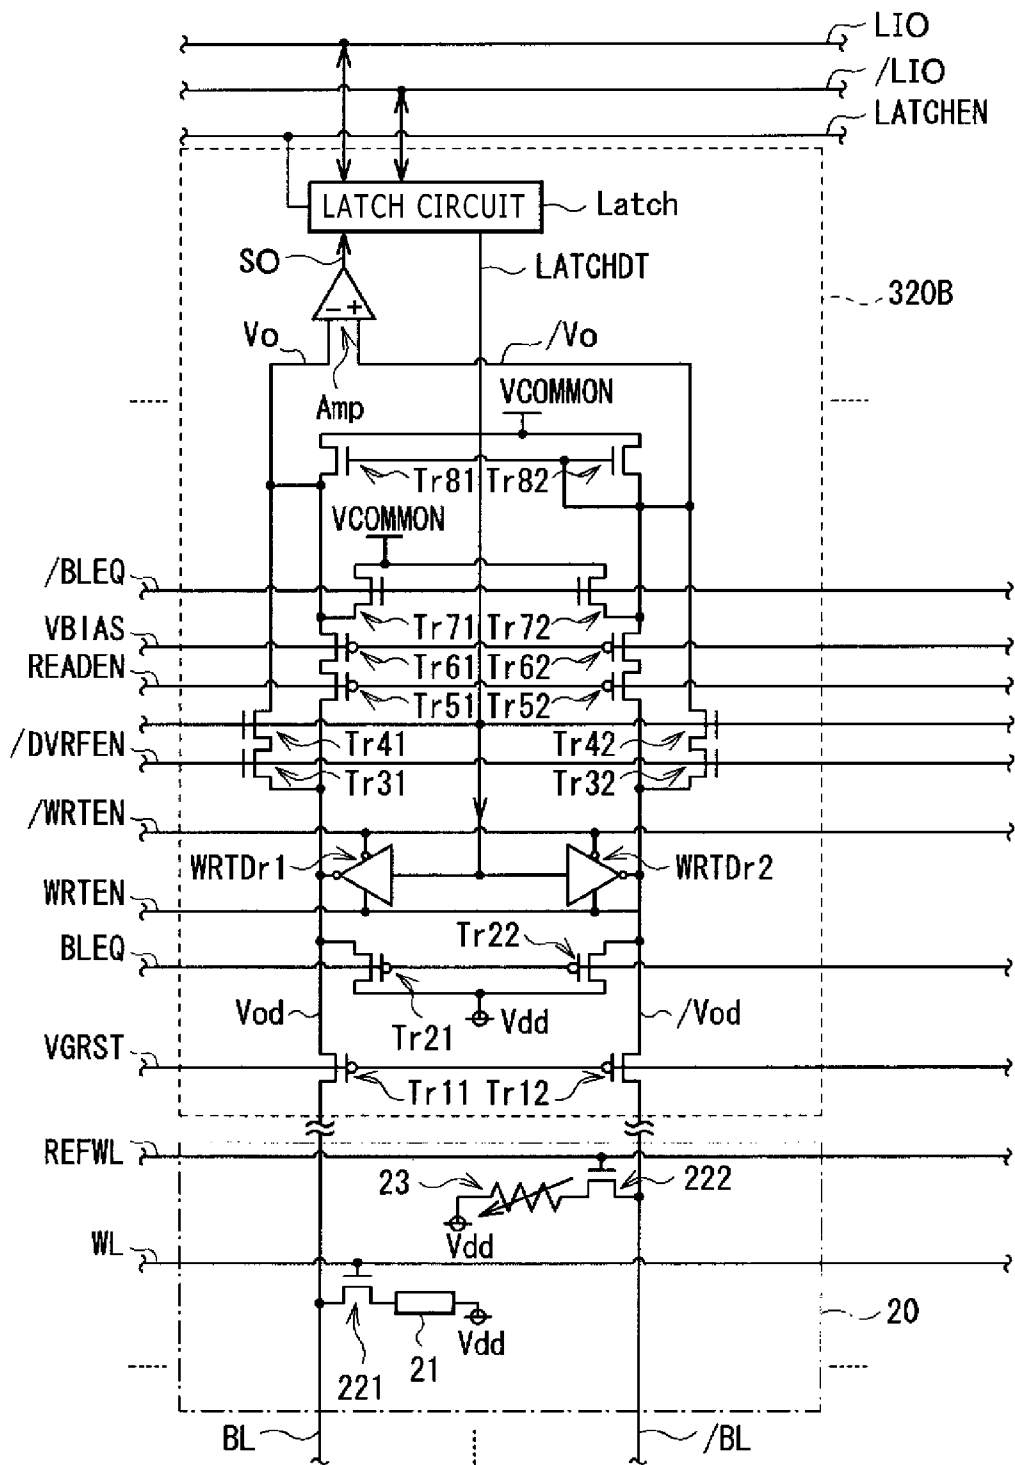 LIO
/LIO
LATCHEN
LATCH CIRCUIT
Latch
SO
LATCHDT
320B
- +
Vo
/Vo
Amp
VCOMMON
Tr81 Tr82
VCOMMON
/BLEQ
Tr71 Tr72
VBIAS
Tr61 Tr62
READEN
Tr51 Tr52
Tr41
Tr42
/DVRFEN
Tr31
Tr32
/WRTEN
WRTDr1
WRTDr2
WRTEN
Tr22
BLEQ
Vod
Tr21
Vdd
/Vod
VGRST
Tr11 Tr12
REFWL
23
222
Vdd
WL
20
Vdd
221
21
BL
/BL